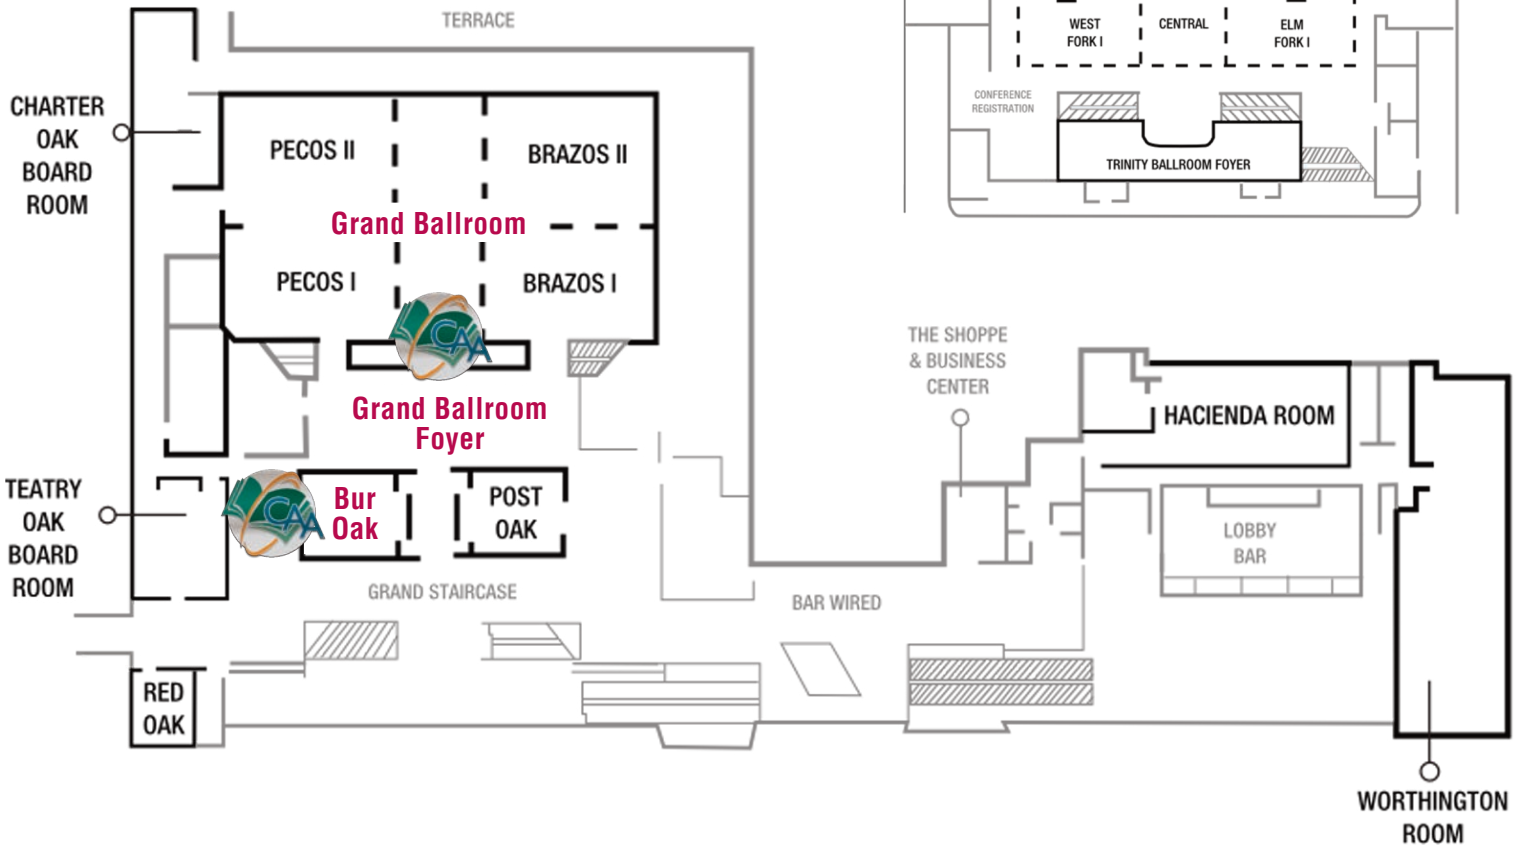 TERRACE
CHARTER
OAK
BOARD
ROOM
PECOS II
BRAZOS II
Grand Ballroom
PECOS I
BRAZOS I
CAA
Grand Ballroom
Foyer
TEATRY
OAK
BOARD
ROOM
CAA
Bur
Oak
POST
OAK
GRAND STAIRCASE
RED
OAK
BAR WIRED
WEST
FORK I
CENTRAL
ELM
FORK I
CONFERENCE
REGISTRATION
TRINITY BALLROOM FOYER
THE SHOPPE
& BUSINESS
CENTER
HACIENDA ROOM
LOBBY
BAR
WORTHINGTON
ROOM